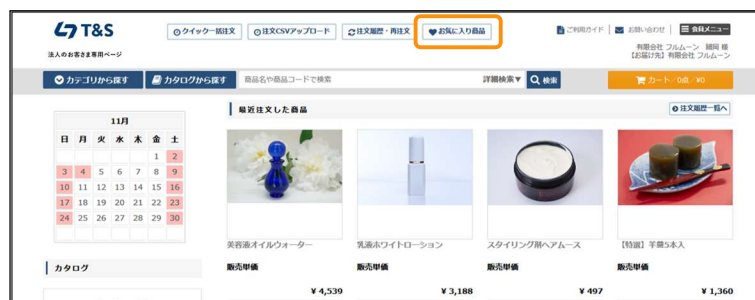 T&S
クイック一括注文
注文CSVアップロード
注文履歴・再注文
お気に入り商品
ご利用ガイド
お問い合わせ
会員メニュー
法人のお客さま専用ページ
有限会社 フルムーン 細岡 様
【お届け先】有限会社 フルムーン
カテゴリから探す
カタログから探す
商品名や商品コードで検索
詳細検索▼
検索
カート／0点／¥0
11月
日 月 火 水 木 金 土
1 2
3 4 5 6 7 8 9
10 11 12 13 14 15 16
17 18 19 20 21 22 23
24 25 26 27 28 29 30
カタログ
最近注文した商品
注文履歴一覧へ
美容液オイルウォーター
乳液ホワイトローション
スタイリング剤ヘアムース
【特選】羊羹5本入
販売単価
販売単価
販売単価
販売単価
¥ 4,539
¥ 3,188
¥ 497
¥ 1,360